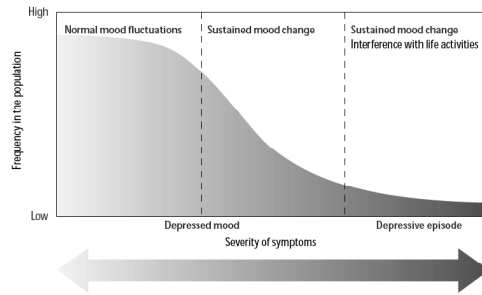 High
Normal mood fluctuations
Sustained mood change
Sustained mood change
Interference with life activities
Frequency in the population
Low
Depressed mood
Depressive episode
Severity of symptoms